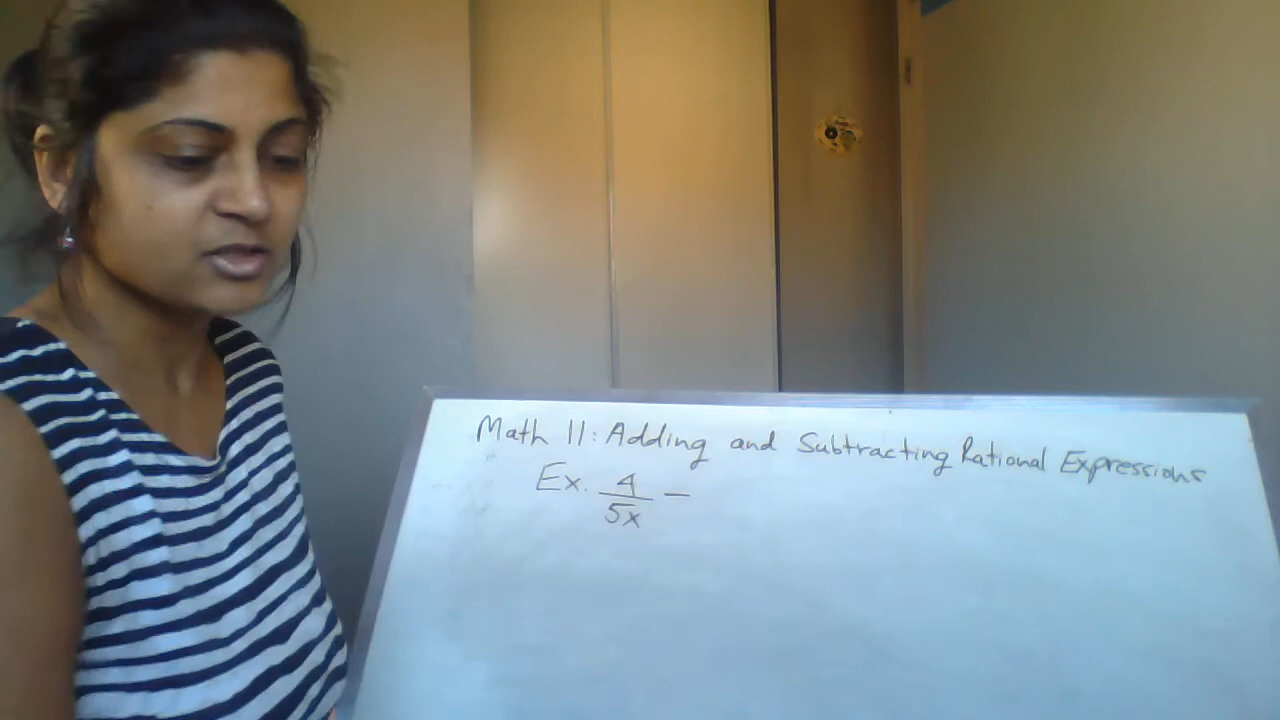 Math 11: Adding and Subtracting Rational Expressions
Ex. 4/5x −